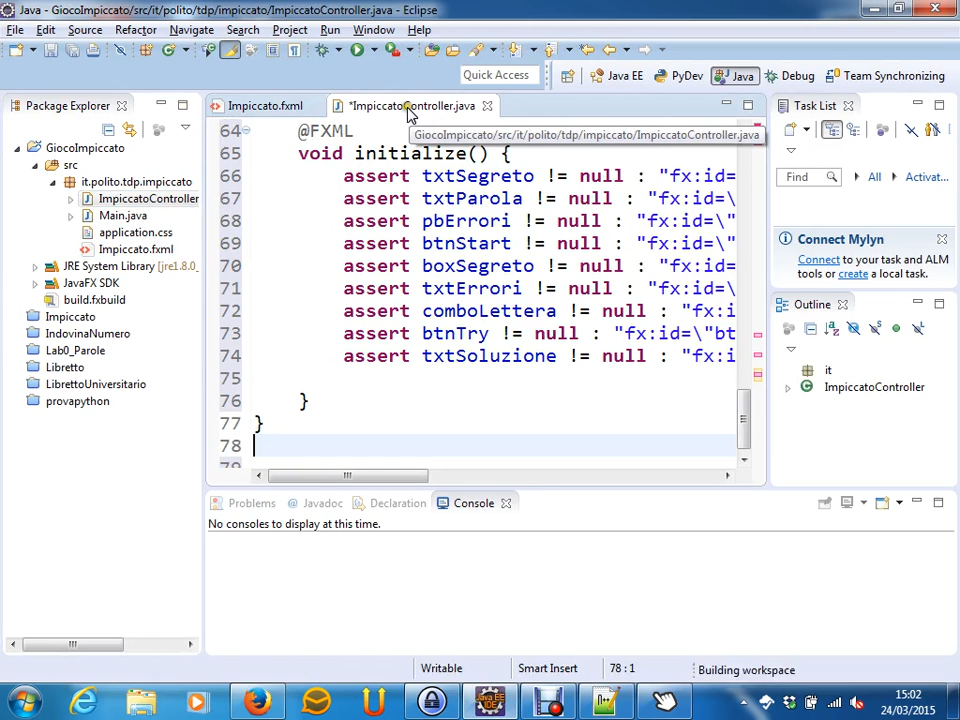 Java - GiocoImpiccato/src/it/polito/tdp/impiccato/ImpiccatoController.java - Eclipse
File Edit Source Refactor Navigate Search Project Run Window Help
Quick Access Java EE PyDev Java Debug Team Synchronizing
Package Explorer
GiocoImpiccato
src
it.polito.tdp.impiccato
ImpiccatoController
Main.java
application.css
Impiccato.fxml
JRE System Library [jre1.8.0_
JavaFX SDK
build.fxbuild
Impiccato
IndovinaNumero
Lab0_Parole
Libretto
LibrettoUniversitario
provapython
Impiccato.fxml *ImpiccatoController.java
GiocoImpiccato/src/it/polito/tdp/impiccato/ImpiccatoController.java
64 @FXML
65 void initialize() {
66 assert txtSegreto != null : "fx:id=
67 assert txtParola != null : "fx:id=\
68 assert pbErrori != null : "fx:id=\"
69 assert btnStart != null : "fx:id=\"
70 assert boxSegreto != null : "fx:id=
71 assert txtErrori != null : "fx:id=\
72 assert comboLettera != null : "fx:i
73 assert btnTry != null : "fx:id=\"bt
74 assert txtSoluzione != null : "fx:i
75
76 }
77 }
78
79
Task List
Find All Activat...
Connect Mylyn
Connect to your task and ALM
tools or create a local task.
Outline
it
ImpiccatoController
Problems Javadoc Declaration Console
No consoles to display at this time.
Writable Smart Insert 78 : 1 Building workspace
15:02
24/03/2015